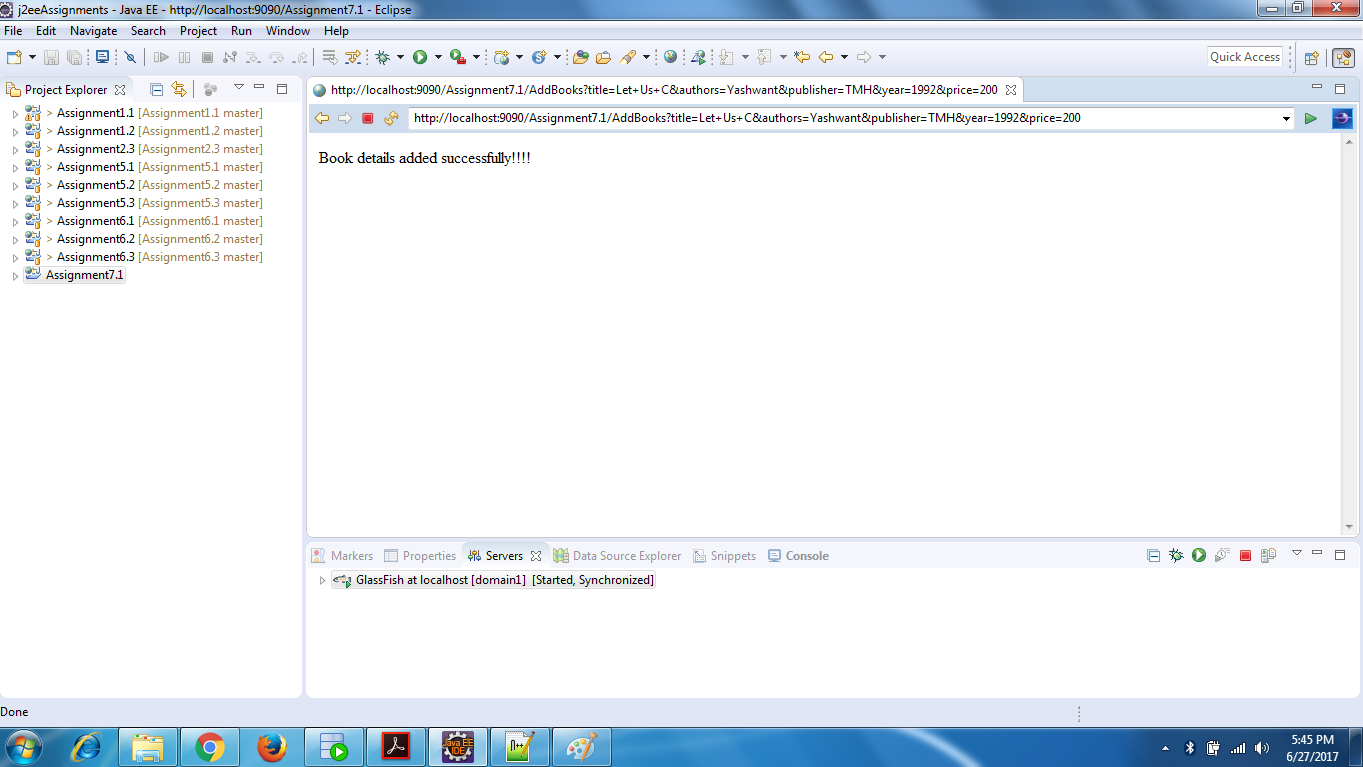 j2eeAssignments - Java EE - http://localhost:9090/Assignment7.1/ - Eclipse
File Edit Navigate Search Project Run Window Help
Quick Access
Project Explorer
http://localhost:9090/Assignment7.1/AddBooks?title=Let+Us+C&authors=Yashwant&publisher=TMH&year=1992&price=200
> Assignment1.1 [Assignment1.1 master]
http://localhost:9090/Assignment7.1/AddBooks?title=Let+Us+C&authors=Yashwant&publisher=TMH&year=1992&price=200
> Assignment1.2 [Assignment1.2 master]
> Assignment2.3 [Assignment2.3 master]
> Assignment5.1 [Assignment5.1 master]
> Assignment5.2 [Assignment5.2 master]
> Assignment5.3 [Assignment5.3 master]
> Assignment6.1 [Assignment6.1 master]
> Assignment6.2 [Assignment6.2 master]
> Assignment6.3 [Assignment6.3 master]
Assignment7.1
Book details added successfully!!!!
Markers Properties Servers Data Source Explorer Snippets Console
GlassFish at localhost [domain1] [Started, Synchronized]
Done
Java EE
IDE
5:45 PM
6/27/2017